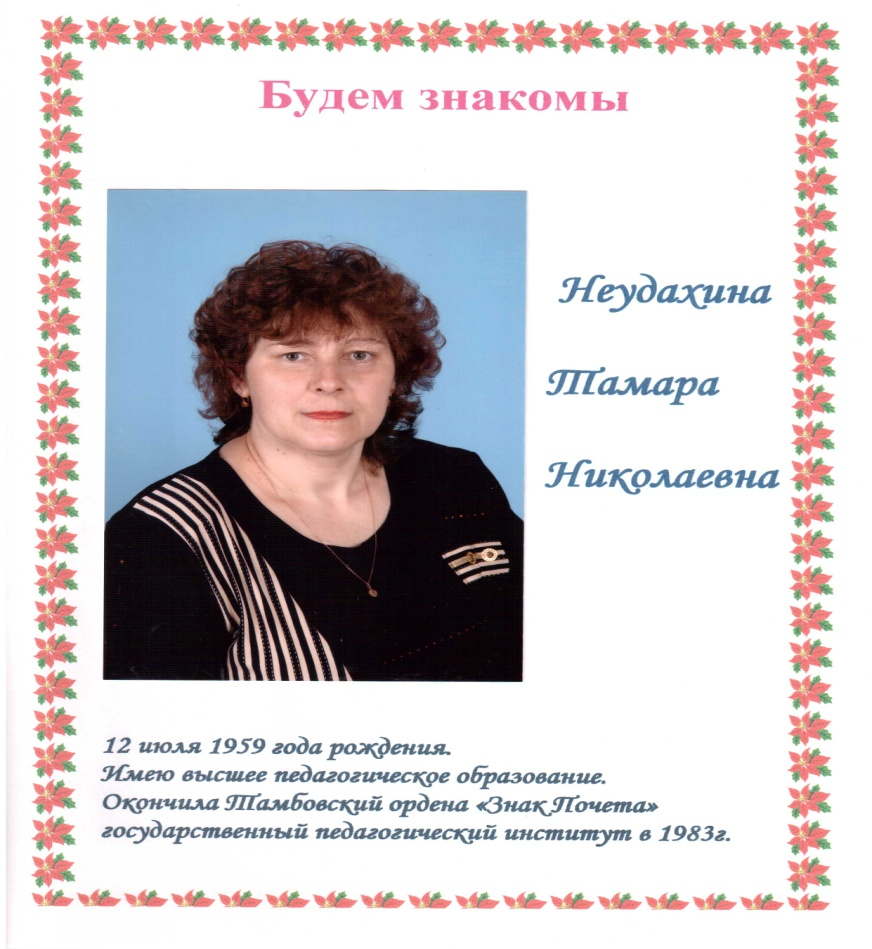 Будем знакомы
Неудахина
Тамара
Николаевна
12 июля 1959 года рождения.
Имею высшее педагогическое образование.
Окончила Тамбовский ордена «Знак Почета»
государственный педагогический институт в 1983г.